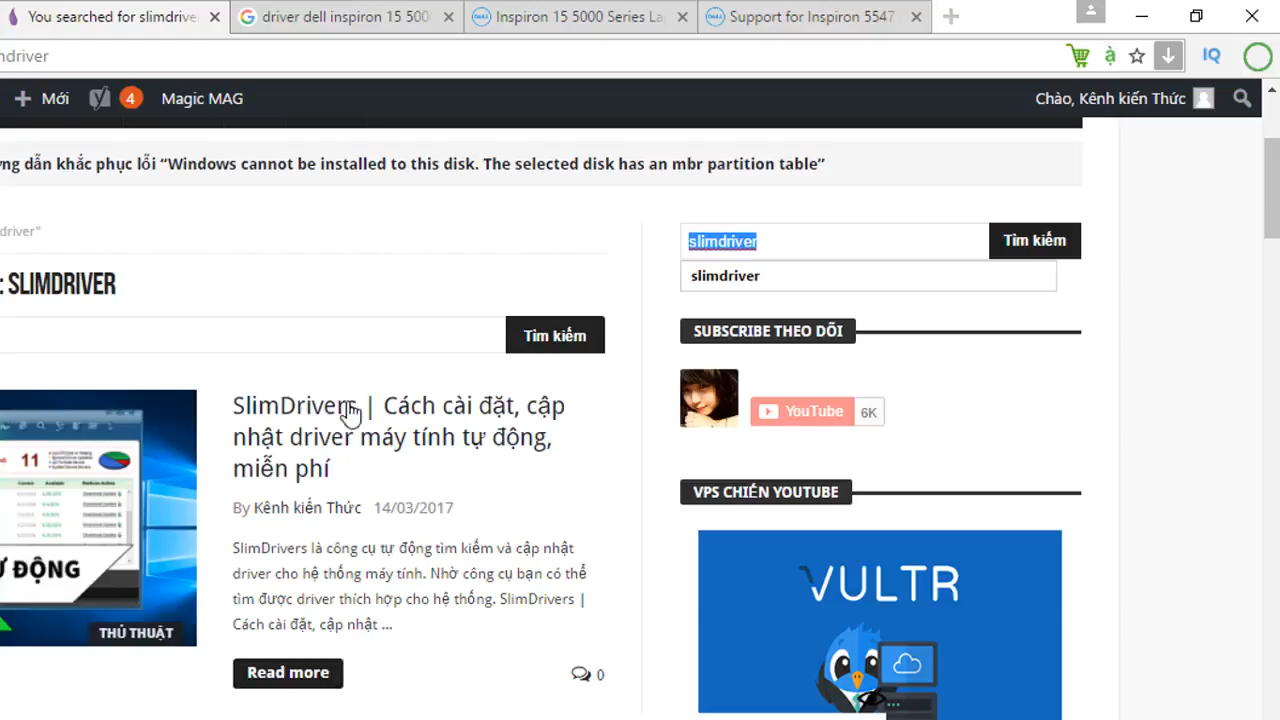 You searched for slimdrive
driver dell inspiron 15 500
Inspiron 15 5000 Series La
Support for Inspiron 5547
ndriver
ạ
IQ
Mới
4
Magic MAG
Chào, Kênh kiến Thức
ng dẫn khắc phục lỗi “Windows cannot be installed to this disk. The selected disk has an mbr partition table”
driver"
: SLIMDRIVER
Tìm kiếm
SlimDrivers | Cách cài đặt, cập
nhật driver máy tính tự động,
miễn phí
By Kênh kiến Thức 14/03/2017
SlimDrivers là công cụ tự động tìm kiếm và cập nhật
driver cho hệ thống máy tính. Nhờ công cụ bạn có thể
tìm được driver thích hợp cho hệ thống. SlimDrivers |
Cách cài đặt, cập nhật ...
Read more
0
11
Ự ĐỘNG
THỦ THUẬT
slimdriver
Tìm kiếm
slimdriver
SUBSCRIBE THEO DÕI
YouTube
6K
VPS CHIẾN YOUTUBE
VULTR